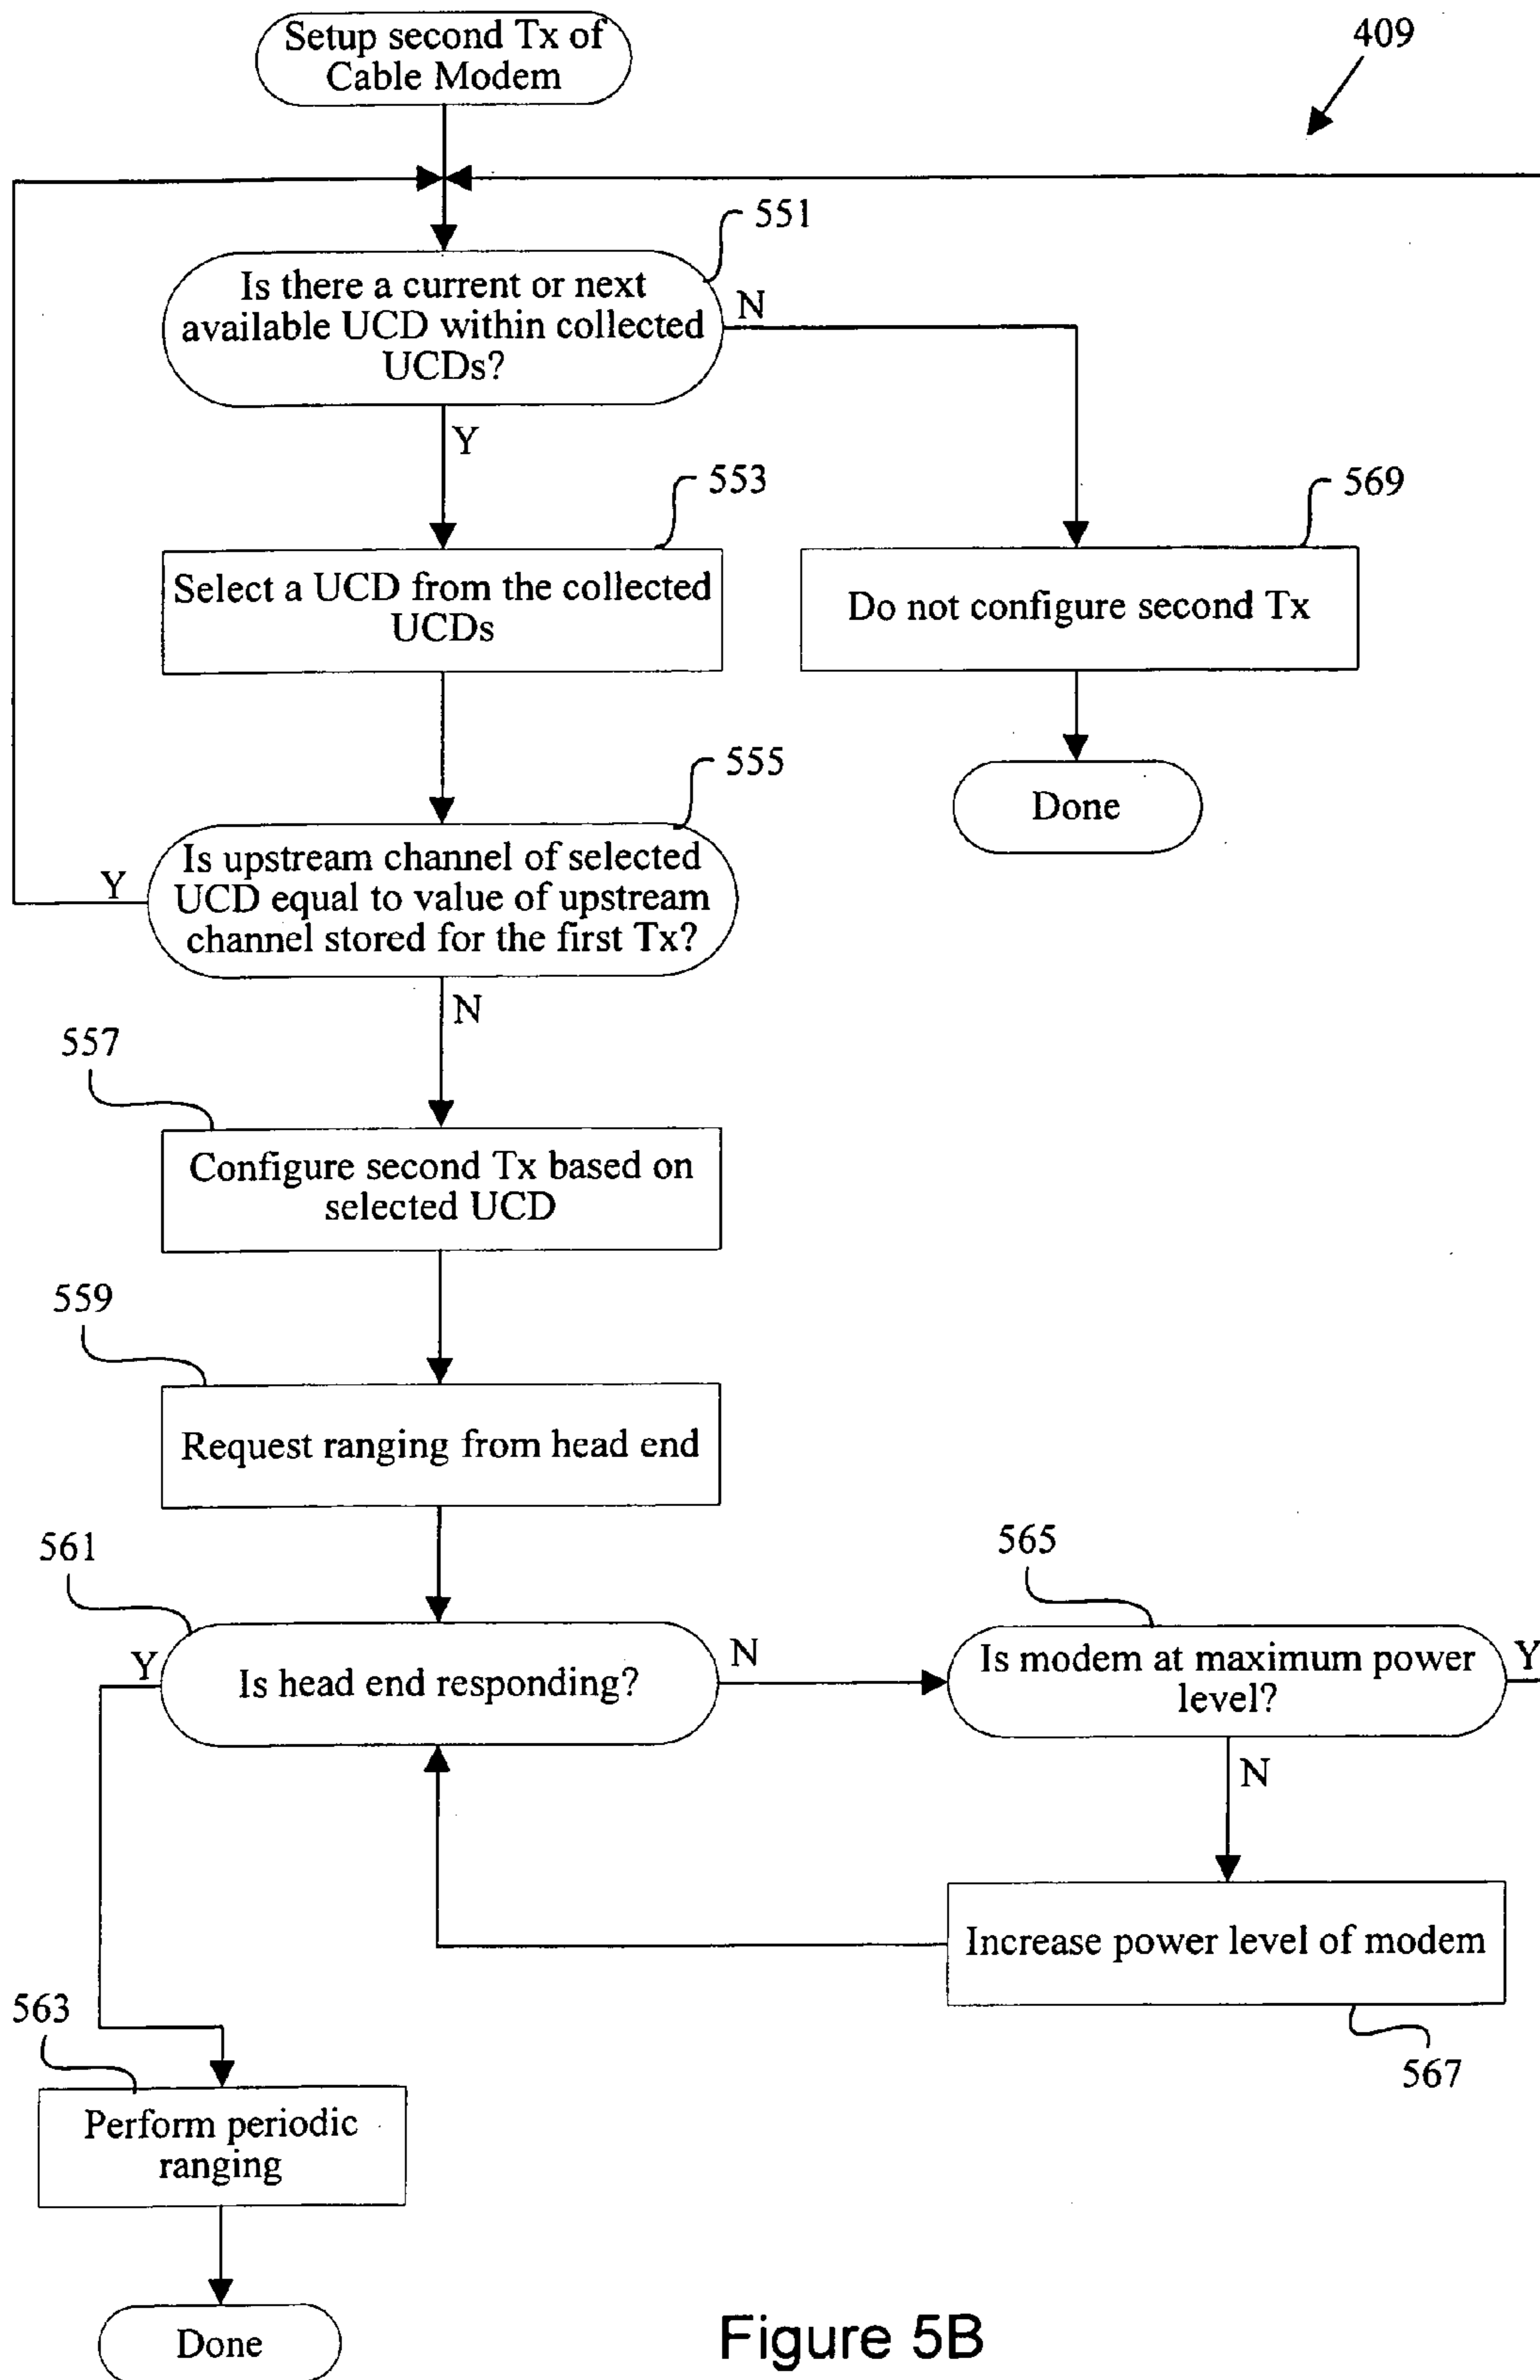 Setup second Tx of
Cable Modem
409
551
Is there a current or next
available UCD within collected
UCDs?
N
Y
553
569
Select a UCD from the collected
UCDs
Do not configure second Tx
555
Done
Is upstream channel of selected
UCD equal to value of upstream
channel stored for the first Tx?
Y
N
557
Configure second Tx based on
selected UCD
559
Request ranging from head end
561
565
Y
Is head end responding?
N
Is modem at maximum power
level?
Y
N
Increase power level of modem
563
567
Perform periodic
ranging
Done
Figure 5B